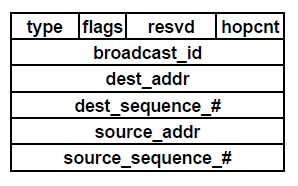 type flags resvd hopcnt
broadcast_id
dest_addr
dest_sequence_#
source_addr
source_sequence_#